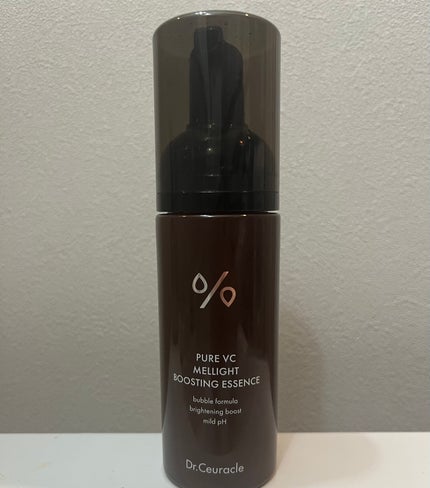 %
PURE VC
MELLIGHT
BOOSTING ESSENCE
bubble formula
brightening boost
mild pH
Dr.Ceuracle